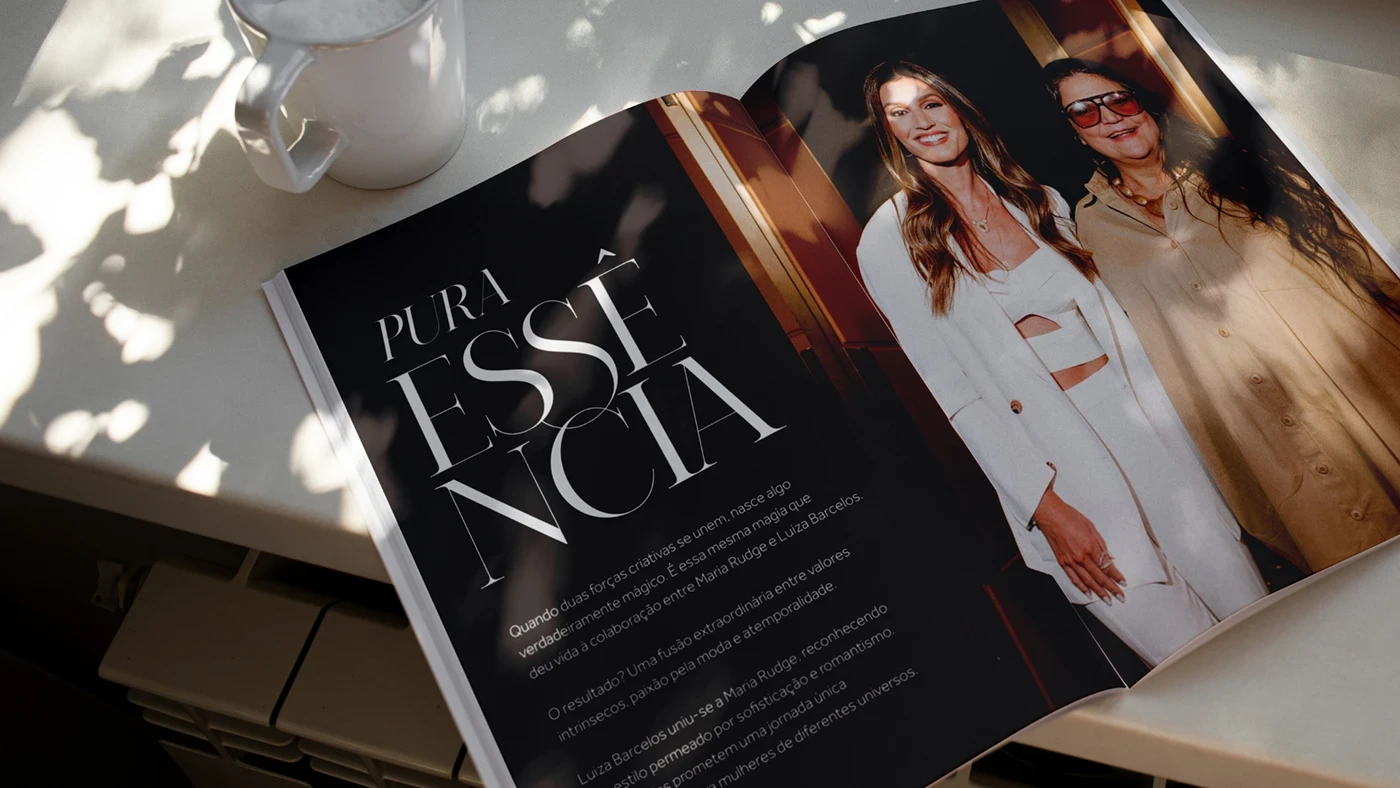 PURA
ESSÊ
NCIA
Quando duas forças criativas se unem, nasce algo
verdadeiramente mágico. É essa mesma magia que
deu vida à colaboração entre Maria Rudge e Luiza Barcelos.
O resultado? Uma fusão extraordinária entre valores
intrínsecos, paixão pela moda e atemporalidade.
Luiza Barcelos uniu-se a Maria Rudge, reconhecendo
estilo permeado por sofisticação e romantismo.
prometem uma jornada única
mulheres de diferentes universos.